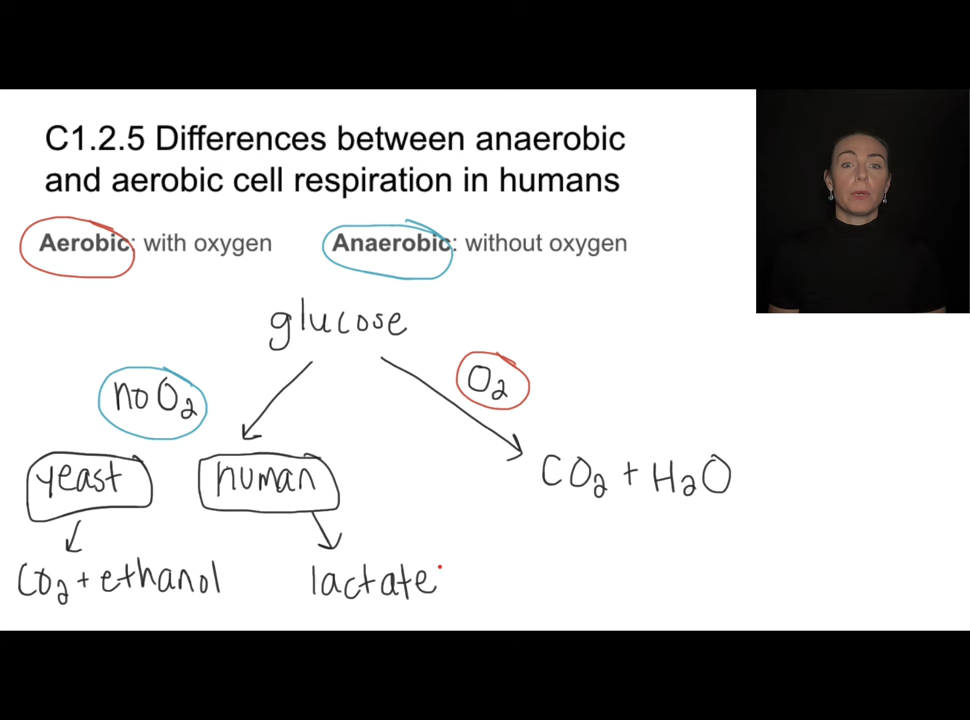 C1.2.5 Differences between anaerobic
and aerobic cell respiration in humans
Aerobic: with oxygen
Anaerobic: without oxygen
glucose
no O₂
O₂
yeast
human
CO₂ + H₂O
CO₂ + ethanol
lactate